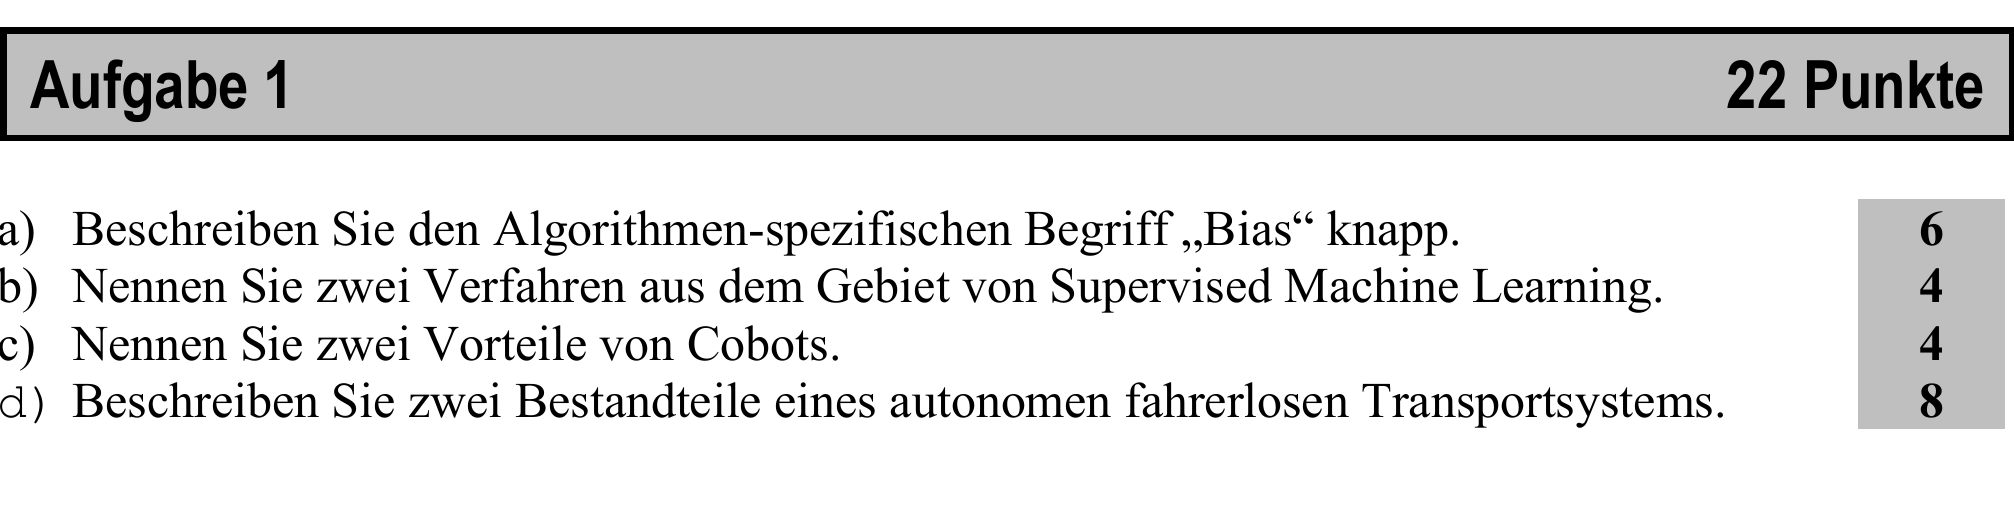 Aufgabe 1 22 Punkte
a) Beschreiben Sie den Algorithmen-spezifischen Begriff „Bias“ knapp. 6
b) Nennen Sie zwei Verfahren aus dem Gebiet von Supervised Machine Learning. 4
c) Nennen Sie zwei Vorteile von Cobots. 4
d) Beschreiben Sie zwei Bestandteile eines autonomen fahrerlosen Transportsystems. 8